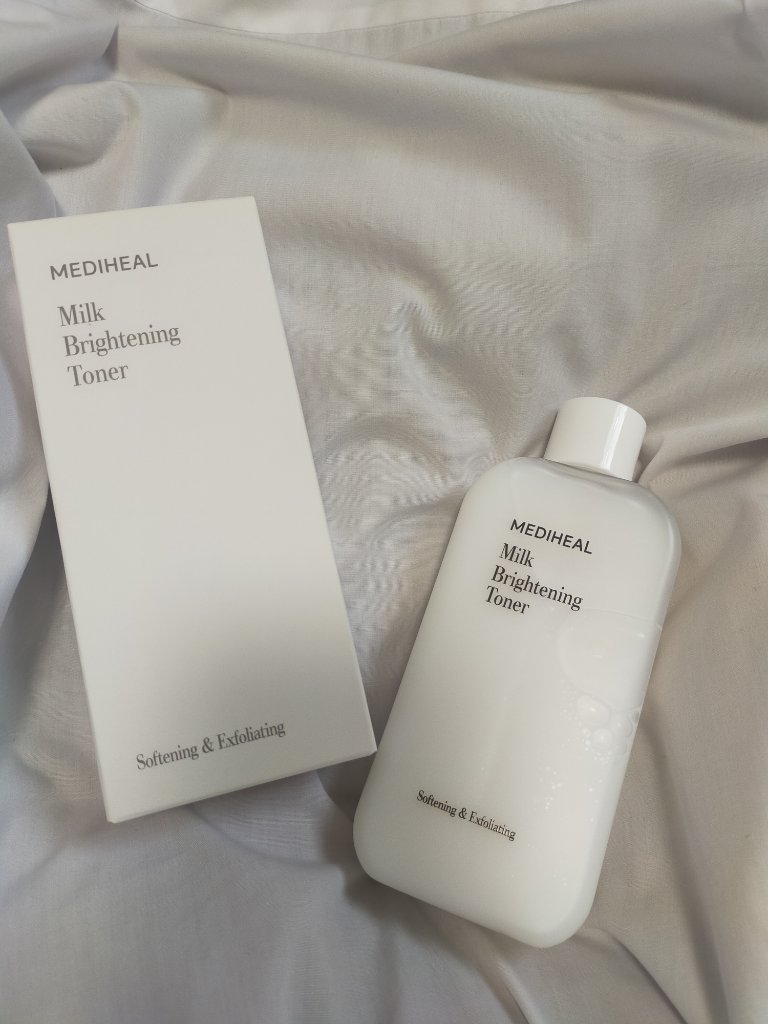 MEDIHEAL
Milk
Brightening
Toner
Softening & Exfoliating
MEDIHEAL
Milk
Brightening
Toner
Softening & Exfoliating